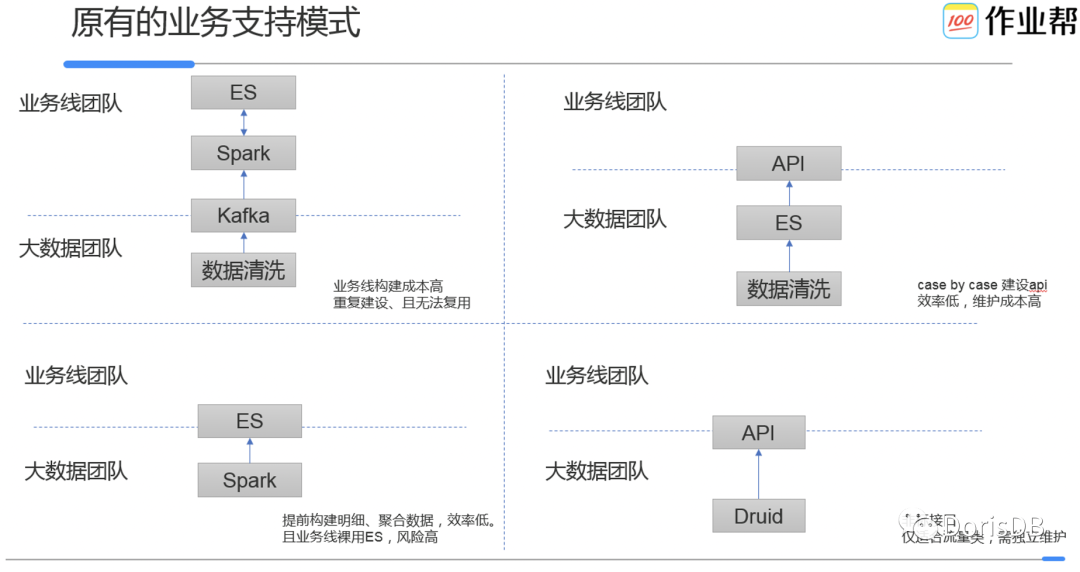 原有的业务支持模式
100 作业帮
业务线团队
ES
Spark
Kafka
大数据团队
数据清洗
业务线构建成本高
重复建设、且无法复用
业务线团队
API
大数据团队
ES
数据清洗
case by case 建设api
效率低，维护成本高
业务线团队
ES
大数据团队
Spark
提前构建明细、聚合数据，效率低。
且业务线裸用ES，风险高
业务线团队
API
大数据团队
Druid
接口
DorisDB
仅适合流量类，需独立维护